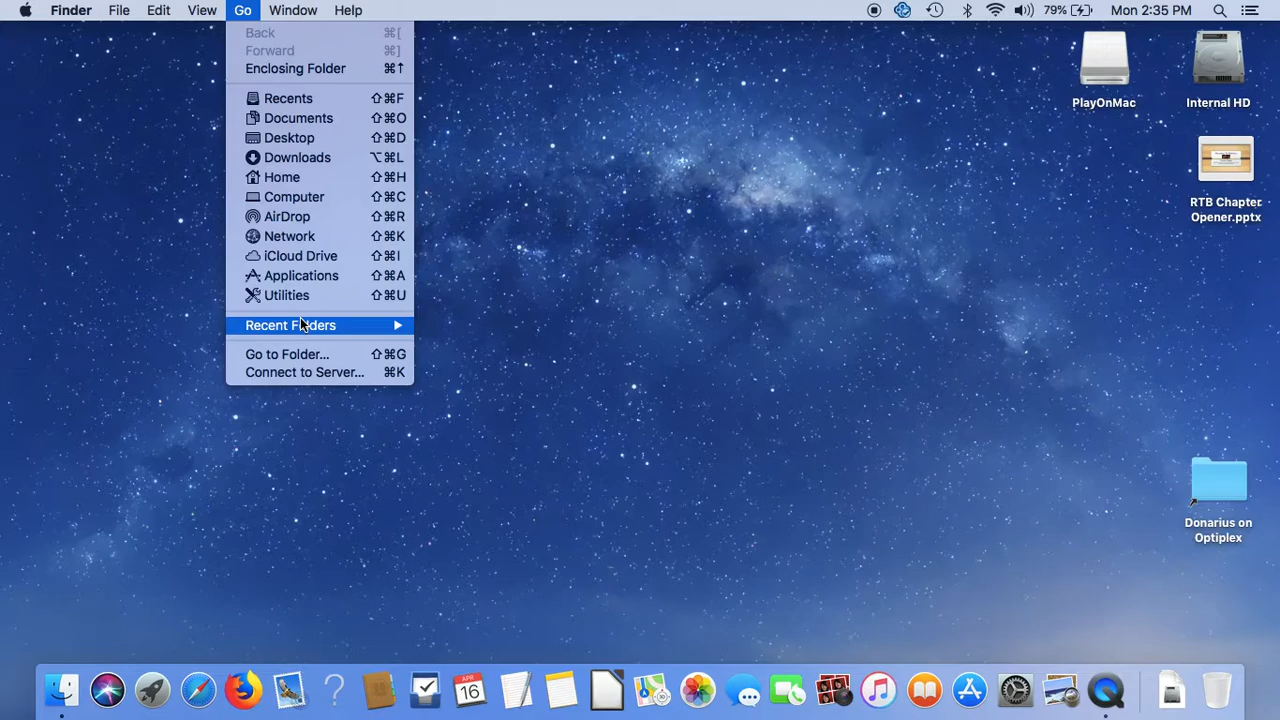 Finder File Edit View Go Window Help 79% Mon 2:35 PM
Back ⌘[
Forward ⌘]
Enclosing Folder ⌘↑
Recents ⇧⌘F
Documents ⇧⌘O
Desktop ⇧⌘D
Downloads ⌥⌘L
Home ⇧⌘H
Computer ⇧⌘C
AirDrop ⇧⌘R
Network ⇧⌘K
iCloud Drive ⇧⌘I
Applications ⇧⌘A
Utilities ⇧⌘U
Recent Folders
Go to Folder... ⇧⌘G
Connect to Server... ⌘K
PlayOnMac
Internal HD
RTB Chapter
Opener.pptx
Donarius on
Optiplex
APR
16